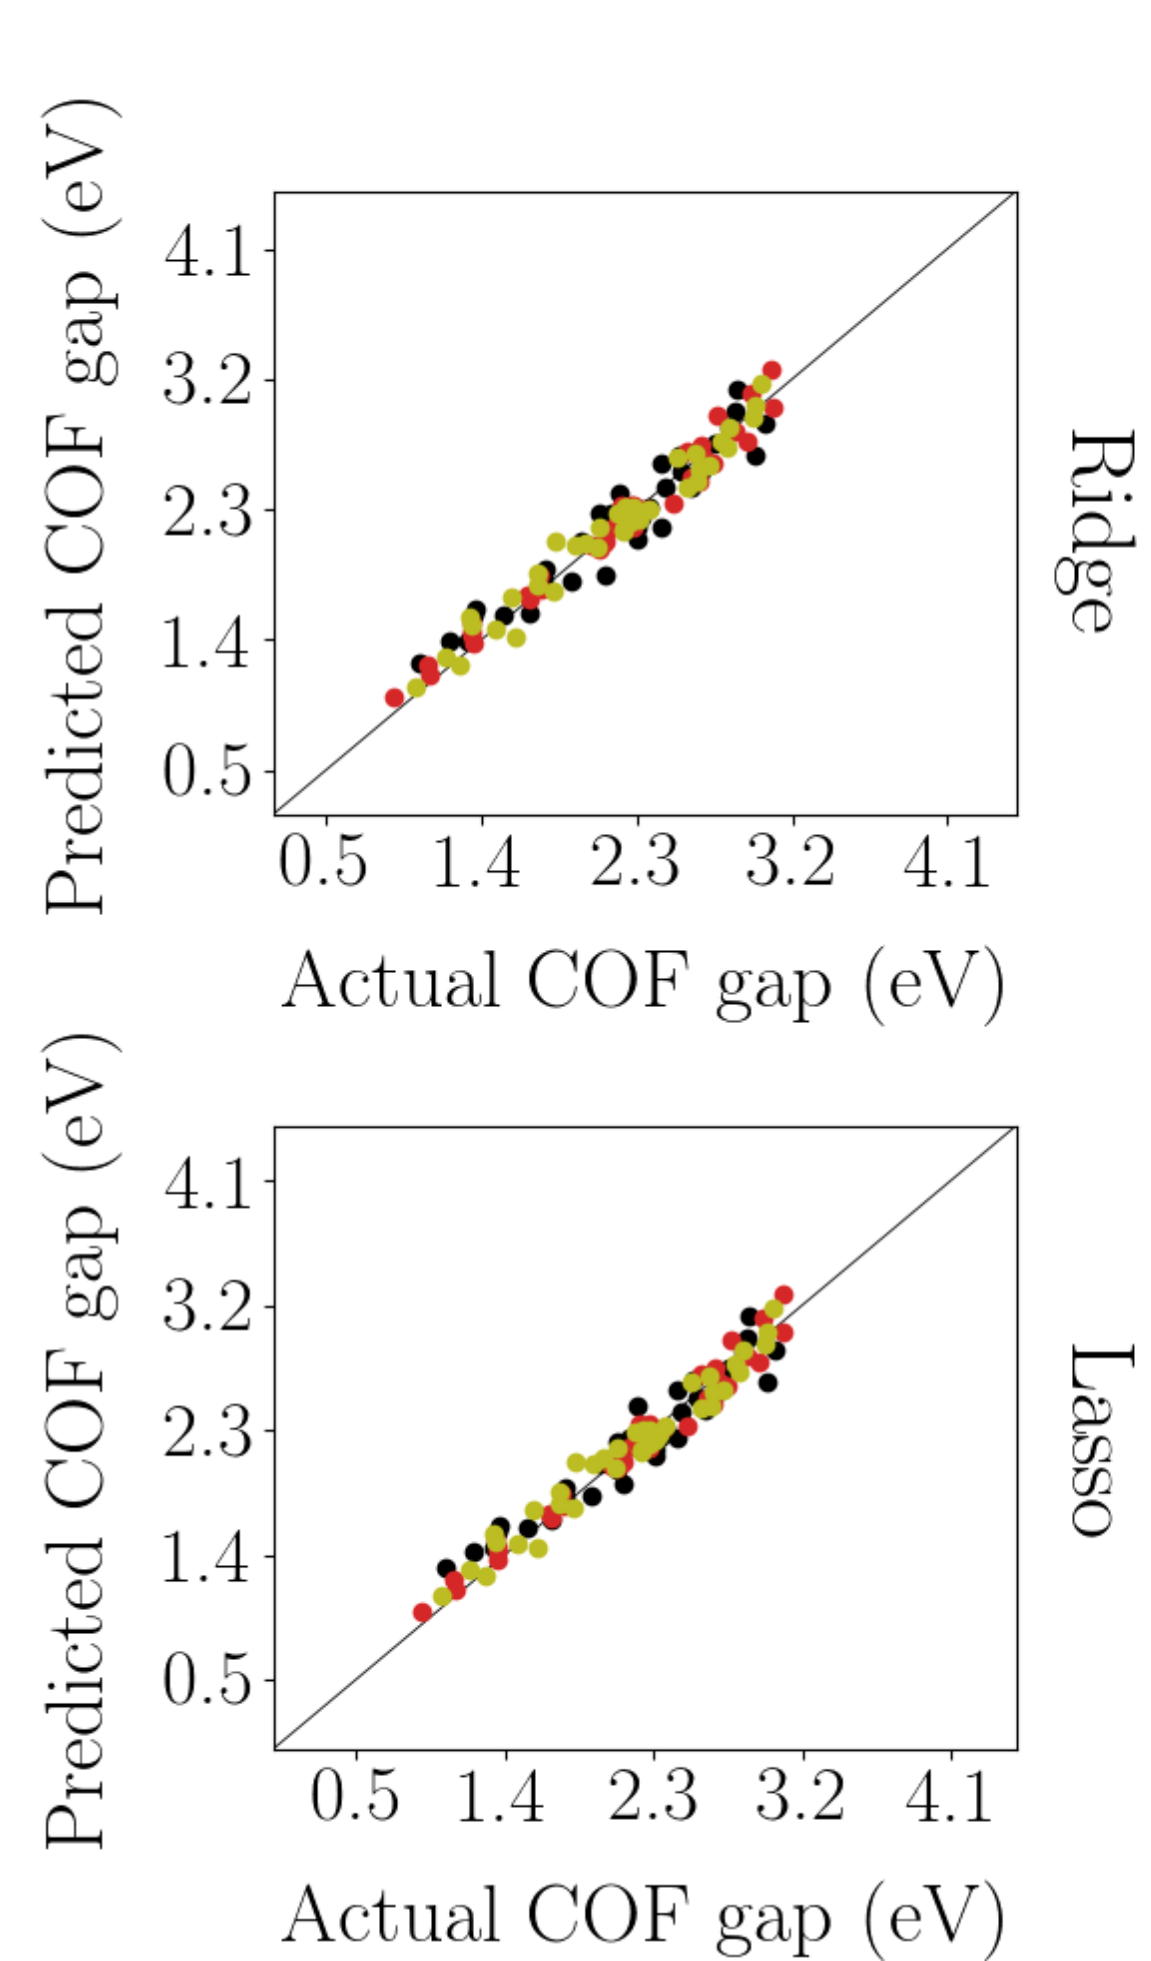 Predicted COF gap (eV)
4.1
3.2
2.3
1.4
0.5
0.5 1.4 2.3 3.2 4.1
Actual COF gap (eV)
Ridge
Predicted COF gap (eV)
4.1
3.2
2.3
1.4
0.5
0.5 1.4 2.3 3.2 4.1
Actual COF gap (eV)
Lasso